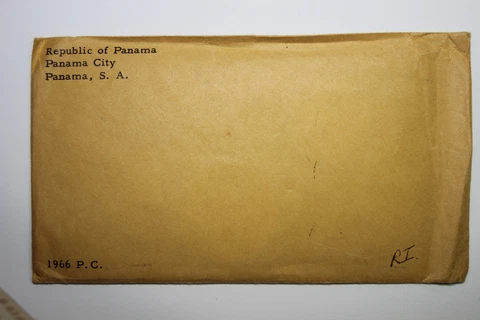 Republic of Panama
Panama City
Panama, S. A.
1966 P.C.
RI.